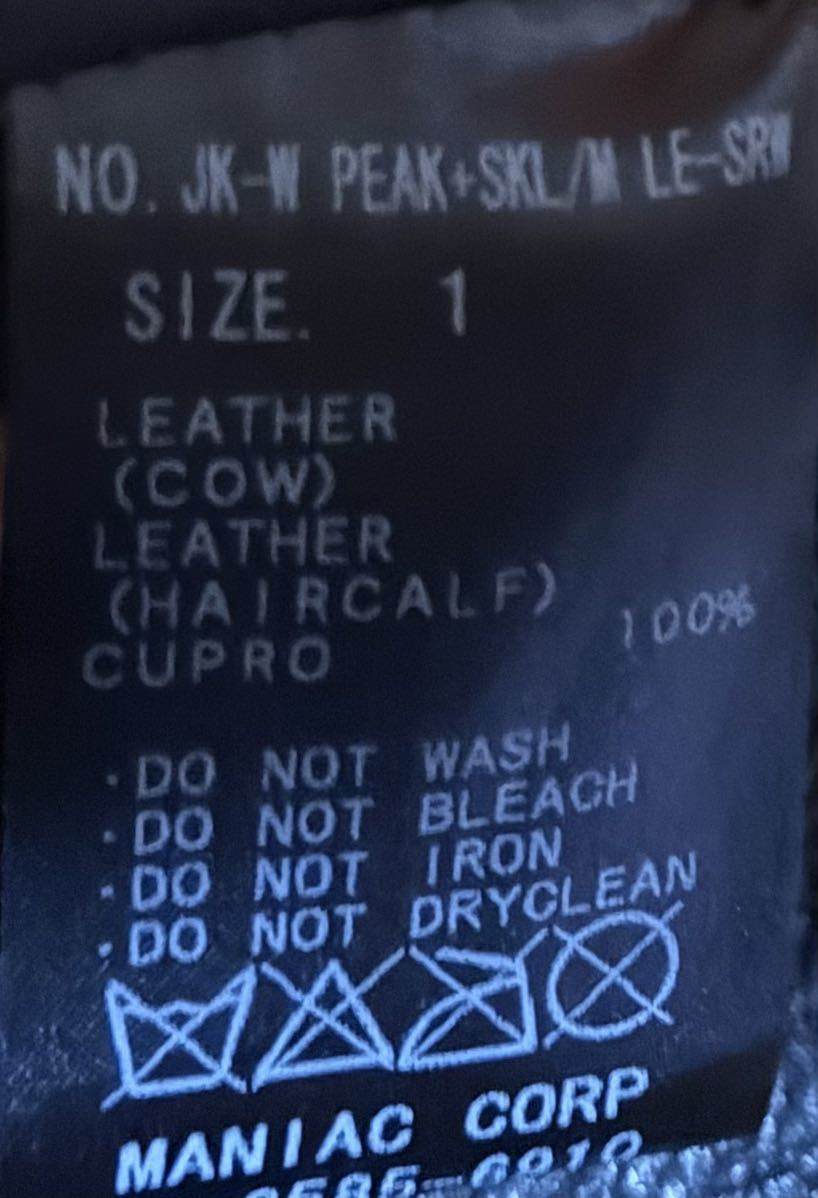 NO. JK-W PEAK+SKL/M LE-SRW
SIZE. 1
LEATHER
(COW)
LEATHER
(HAIRCALF)
CUPRO 100%
·DO NOT WASH
·DO NOT BLEACH
·DO NOT IRON
·DO NOT DRYCLEAN
MANIAC CORP